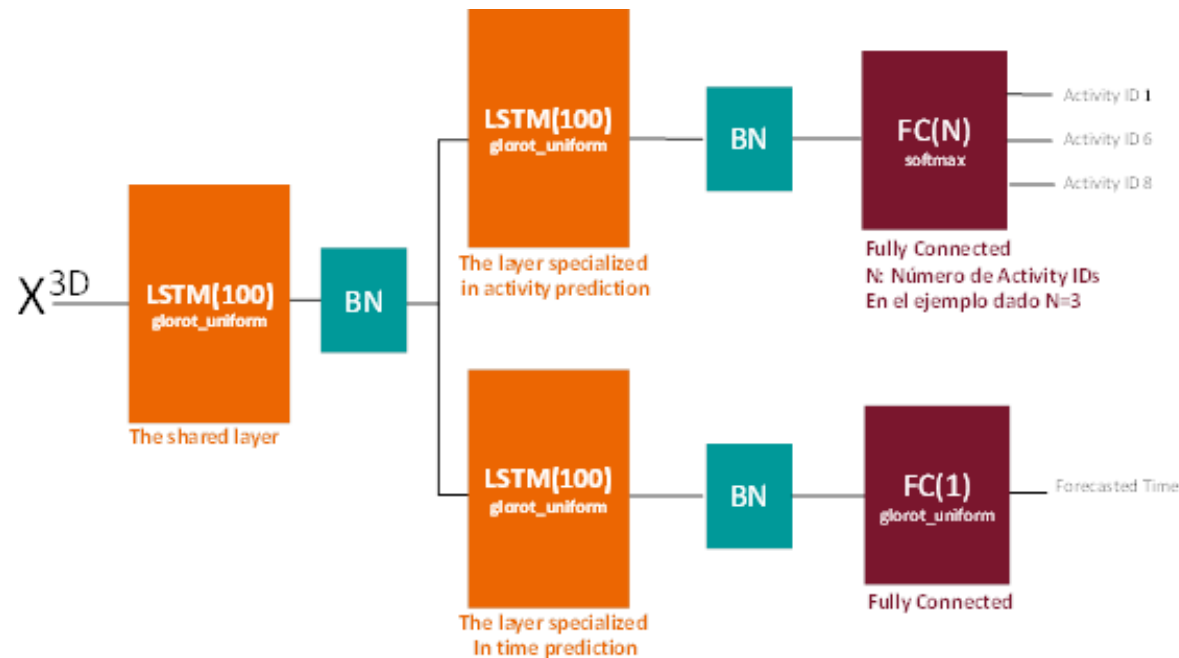 X3D
LSTM(100)
glorot_uniform
The shared layer
BN
LSTM(100)
glorot_uniform
The layer specialized
in activity prediction
BN
FC(N)
softmax
Activity ID 1
Activity ID 6
Activity ID 8
Fully Connected
N: Número de Activity IDs
En el ejemplo dado N=3
LSTM(100)
glorot_uniform
The layer specialized
In time prediction
BN
FC(1)
glorot_uniform
Forecasted Time
Fully Connected